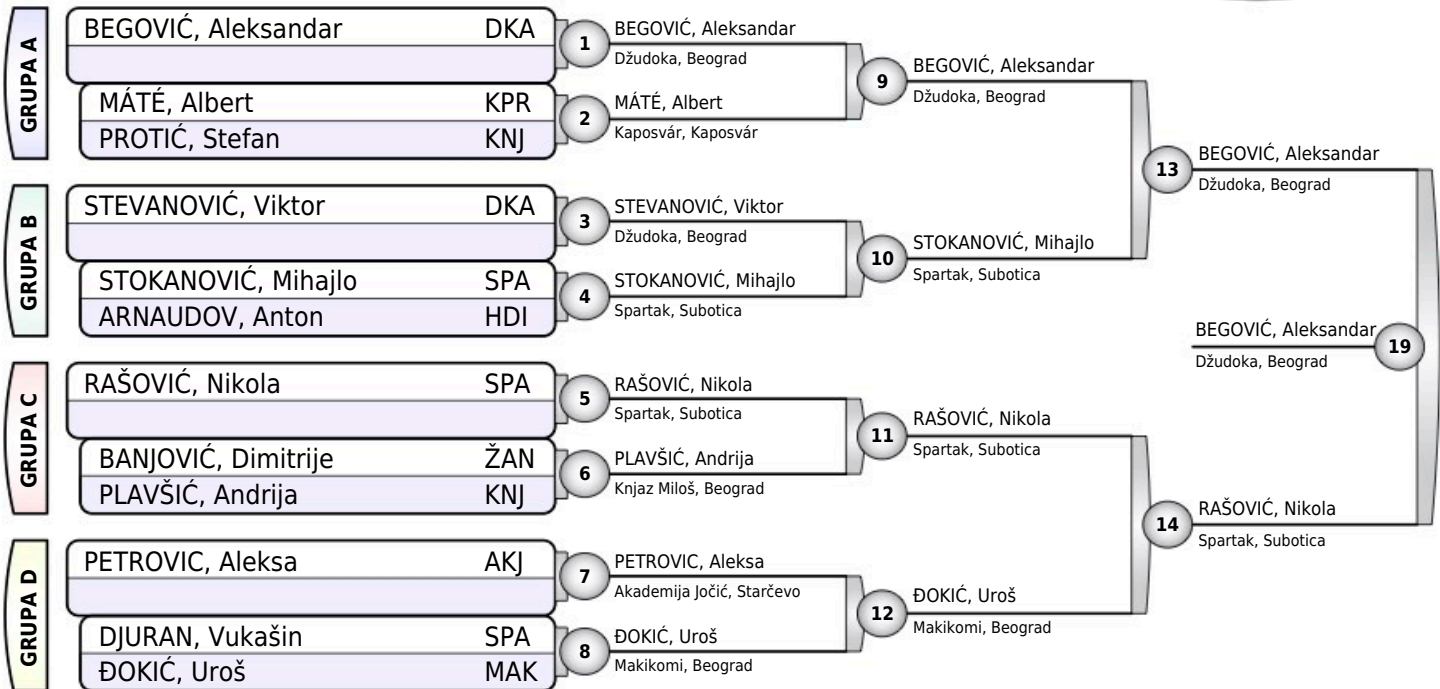 GRUPA A
BEGOVIĆ, Aleksandar DKA
MÁTÉ, Albert KPR
PROTIĆ, Stefan KNJ
GRUPA B
STEVANOVIĆ, Viktor DKA
STOKANOVIĆ, Mihajlo SPA
ARNAUDOV, Anton HDI
GRUPA C
RAŠOVIĆ, Nikola SPA
BANJOVIĆ, Dimitrije ŽAN
PLAVŠIĆ, Andrija KNJ
GRUPA D
PETROVIC, Aleksa AKJ
DJURAN, Vukašin SPA
ĐOKIĆ, Uroš MAK
1
BEGOVIĆ, Aleksandar
Džudoka, Beograd
2
MÁTÉ, Albert
Kaposvár, Kaposvár
3
STEVANOVIĆ, Viktor
Džudoka, Beograd
4
STOKANOVIĆ, Mihajlo
Spartak, Subotica
5
RAŠOVIĆ, Nikola
Spartak, Subotica
6
PLAVŠIĆ, Andrija
Knjaz Miloš, Beograd
7
PETROVIC, Aleksa
Akademija Jočić, Starčevo
8
ĐOKIĆ, Uroš
Makikomi, Beograd
9
BEGOVIĆ, Aleksandar
Džudoka, Beograd
10
STOKANOVIĆ, Mihajlo
Spartak, Subotica
11
RAŠOVIĆ, Nikola
Spartak, Subotica
12
ĐOKIĆ, Uroš
Makikomi, Beograd
13
BEGOVIĆ, Aleksandar
Džudoka, Beograd
14
RAŠOVIĆ, Nikola
Spartak, Subotica
BEGOVIĆ, Aleksandar
Džudoka, Beograd
19